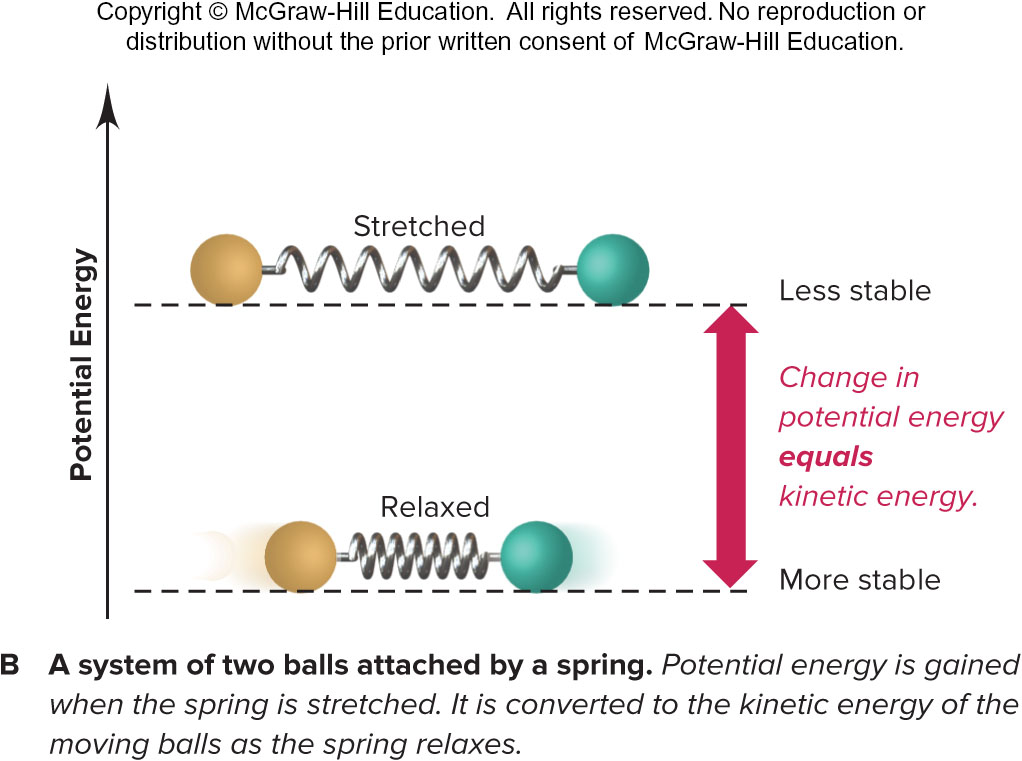 Copyright © McGraw-Hill Education. All rights reserved. No reproduction or
distribution without the prior written consent of McGraw-Hill Education.
Potential Energy
Stretched
Less stable
Change in
potential energy
equals
kinetic energy.
Relaxed
More stable
B A system of two balls attached by a spring. Potential energy is gained
when the spring is stretched. It is converted to the kinetic energy of the
moving balls as the spring relaxes.